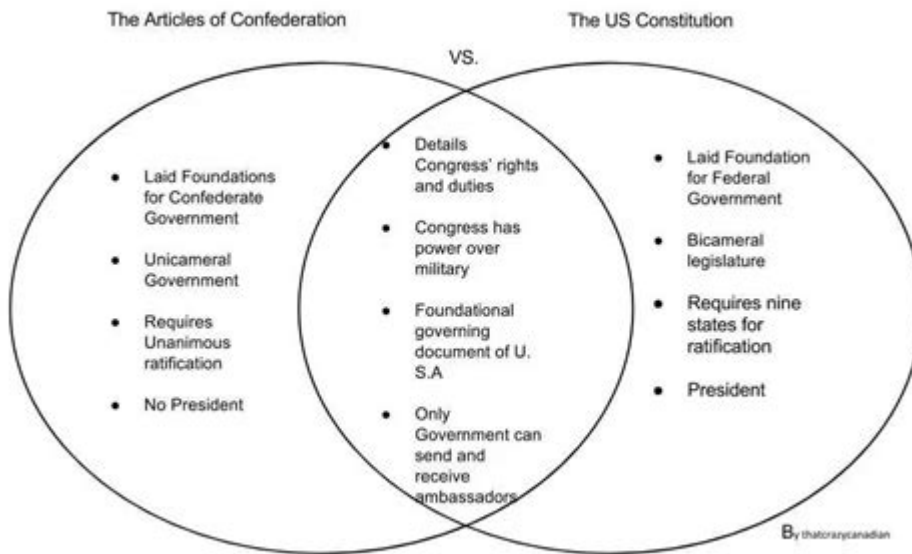 The Articles of Confederation
The US Constitution
VS.
• Laid Foundations
for Confederate
Government
• Unicameral
Government
• Requires
Unanimous
ratification
• No President
• Details
Congress' rights
and duties
• Congress has
power over
military
• Foundational
governing
document of U.
S.A
• Only
Government can
send and
receive
ambassadors
• Laid Foundation
for Federal
Government
• Bicameral
legislature
• Requires nine
states for
ratification
• President
By thatcrazycanadian